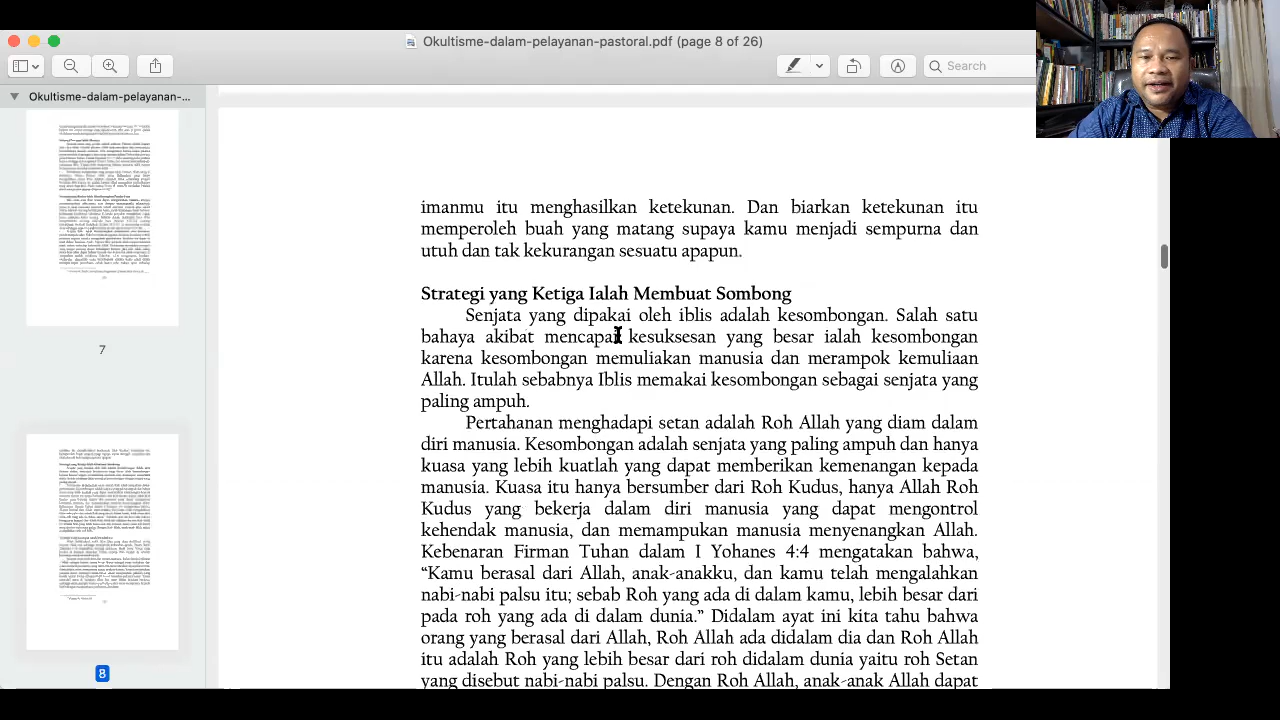 Okultisme-dalam-pelayanan-pastoral.pdf (page 8 of 26)
Search
Okultisme-dalam-pelayanan-...
7
8
imanmu itu menghasilkan ketekunan. Dan biarkan ketekunan itu
memperoleh buah yang matang supaya kamu menjadi sempurna dan
utuh dan tak kekurangan sesuatu apapun.
Strategi yang Ketiga Ialah Membuat Sombong
Senjata yang dipakai oleh iblis adalah kesombongan. Salah satu
bahaya akibat mencapai kesuksesan yang besar ialah kesombongan
karena kesombongan memuliakan manusia dan merampok kemuliaan
Allah. Itulah sebabnya Iblis memakai kesombongan sebagai senjata yang
paling ampuh.
Pertahanan menghadapi setan adalah Roh Allah yang diam dalam
diri manusia. Kesombongan adalah senjata yang paling ampuh dan hanya
kuasa yang lebih kuatlah yang dapat memberikan kemenangan kepada
manusia. Kuasa itu hanya bersumber dari Roh Kudus, hanya Allah Roh
Kudus yang bekerja dalam diri manusia yang dapat mengontrol
kehendak manusia, dan memampukan manusia menyenangkan Allah.
Kebenaran Firman Tuhan dalam I Yohanes 4:4 mengatakan bahwa,
“Kamu berasal dari Allah, anak-anakku, dan kamu telah mengalahkan
nabi-nabi palsu itu; sebab Roh yang ada di dalam kamu, lebih besar dari
pada roh yang ada di dalam dunia.” Didalam ayat ini kita tahu bahwa
orang yang berasal dari Allah, Roh Allah ada didalam dia dan Roh Allah
itu adalah Roh yang lebih besar dari roh didalam dunia yaitu roh Setan
yang disebut nabi-nabi palsu. Dengan Roh Allah, anak-anak Allah dapat